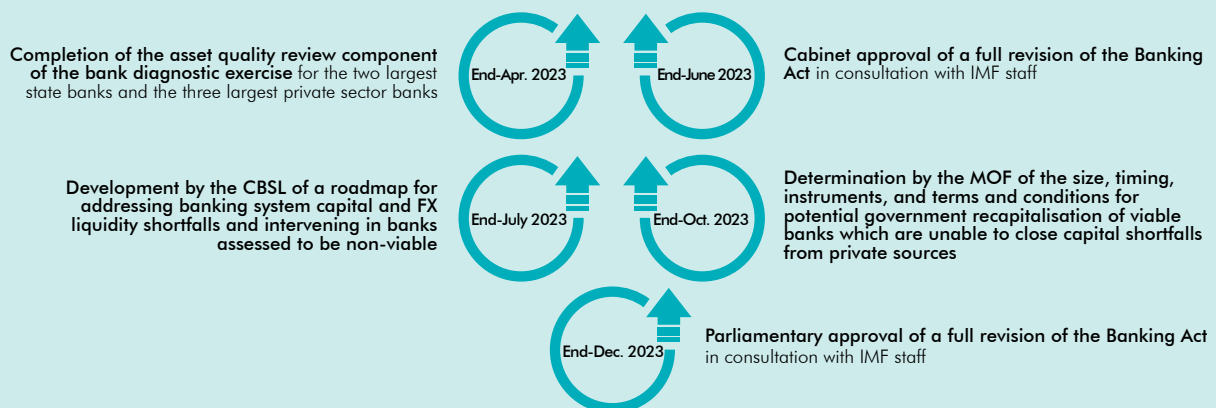 Completion of the asset quality review component
of the bank diagnostic exercise for the two largest
state banks and the three largest private sector banks
End-Apr. 2023
End-June 2023
Cabinet approval of a full revision of the Banking
Act in consultation with IMF staff
Development by the CBSL of a roadmap for
addressing banking system capital and FX
liquidity shortfalls and intervening in banks
assessed to be non-viable
End-July 2023
End-Oct. 2023
Determination by the MOF of the size, timing,
instruments, and terms and conditions for
potential government recapitalisation of viable
banks which are unable to close capital shortfalls
from private sources
End-Dec. 2023
Parliamentary approval of a full revision of the Banking Act
in consultation with IMF staff